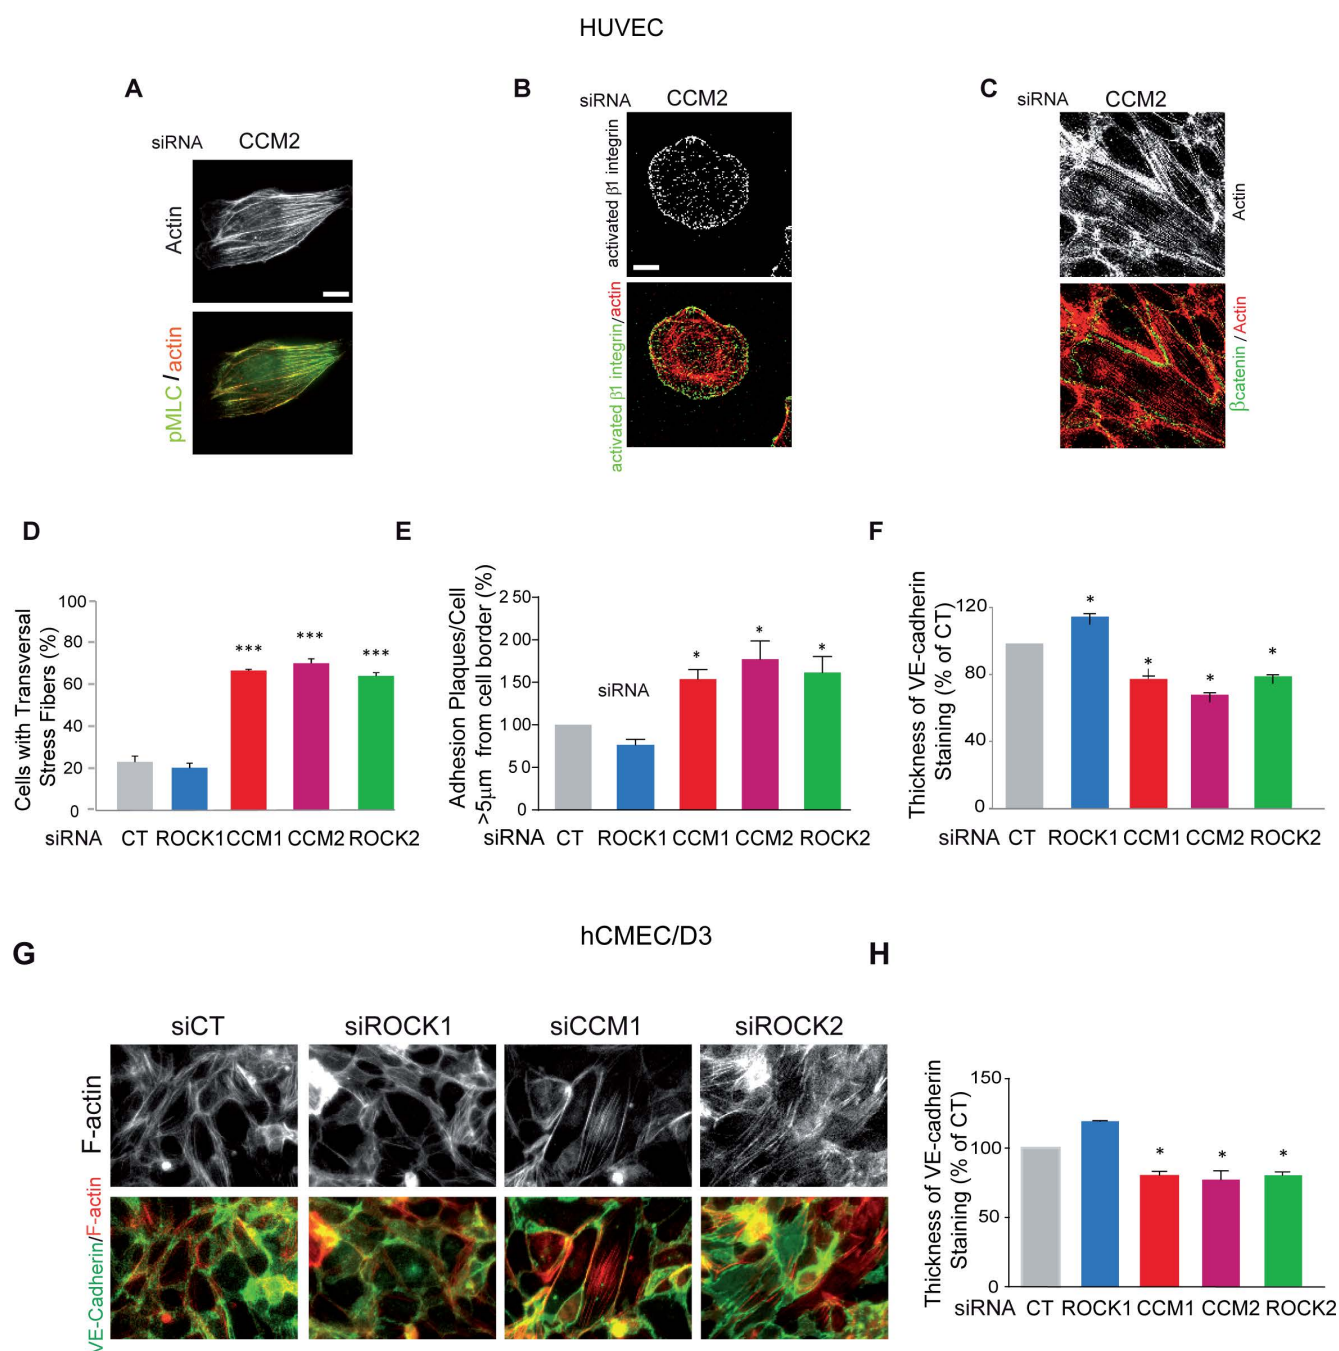 HUVEC
A
siRNA CCM2
Actin
pMLC/actin
B
siRNA CCM2
activated β1 integrin
activated β1 integrin/actin
C
siRNA CCM2
Actin
βcatenin/Actin
D
Cells with Transversal
Stress Fibers (%)
100
80
60
40
20
0
***
***
***
siRNA CT ROCK1 CCM1 CCM2 ROCK2
E
Adhesion Plaques/Cell
>5μm from cell border (%)
250
200
150
100
50
0
siRNA
*
*
*
siRNA CT ROCK1 CCM1 CCM2 ROCK2
F
Thickness of VE-cadherin
Staining (% of CT)
120
80
40
0
*
*
*
*
siRNA CT ROCK1 CCM1 CCM2 ROCK2
hCMEC/D3
G
siCT siROCK1 siCCM1 siROCK2
F-actin
VE-Cadherin/F-actin
H
Thickness of VE-cadherin
Staining (% of CT)
150
100
50
0
*
*
*
siRNA CT ROCK1 CCM1 CCM2 ROCK2